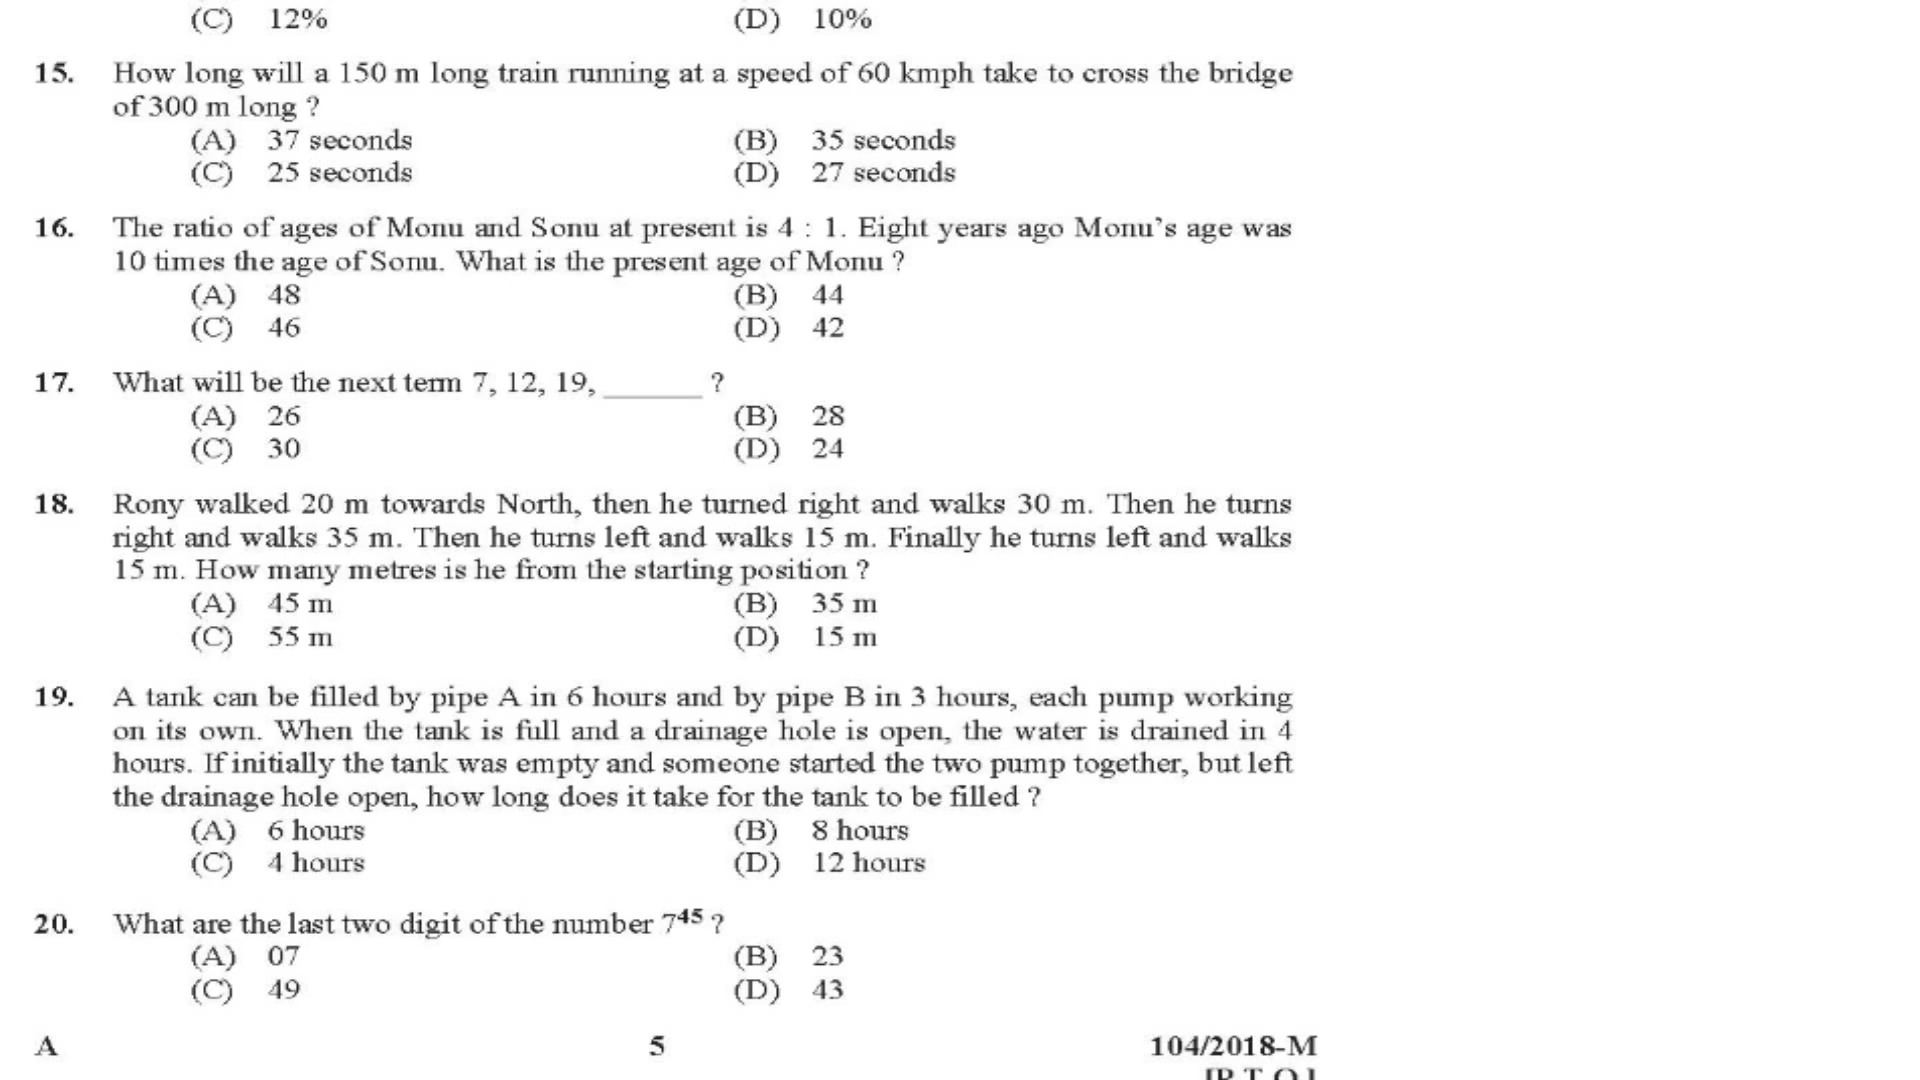 (C) 12% (D) 10%
15. How long will a 150 m long train running at a speed of 60 kmph take to cross the bridge
of 300 m long ?
(A) 37 seconds (B) 35 seconds
(C) 25 seconds (D) 27 seconds
16. The ratio of ages of Monu and Sonu at present is 4 : 1. Eight years ago Monu’s age was
10 times the age of Sonu. What is the present age of Monu ?
(A) 48 (B) 44
(C) 46 (D) 42
17. What will be the next term 7, 12, 19, _______ ?
(A) 26 (B) 28
(C) 30 (D) 24
18. Rony walked 20 m towards North, then he turned right and walks 30 m. Then he turns
right and walks 35 m. Then he turns left and walks 15 m. Finally he turns left and walks
15 m. How many metres is he from the starting position ?
(A) 45 m (B) 35 m
(C) 55 m (D) 15 m
19. A tank can be filled by pipe A in 6 hours and by pipe B in 3 hours, each pump working
on its own. When the tank is full and a drainage hole is open, the water is drained in 4
hours. If initially the tank was empty and someone started the two pump together, but left
the drainage hole open, how long does it take for the tank to be filled ?
(A) 6 hours (B) 8 hours
(C) 4 hours (D) 12 hours
20. What are the last two digit of the number 7⁴⁵ ?
(A) 07 (B) 23
(C) 49 (D) 43
A 5 104/2018-M
[P.T.O.]